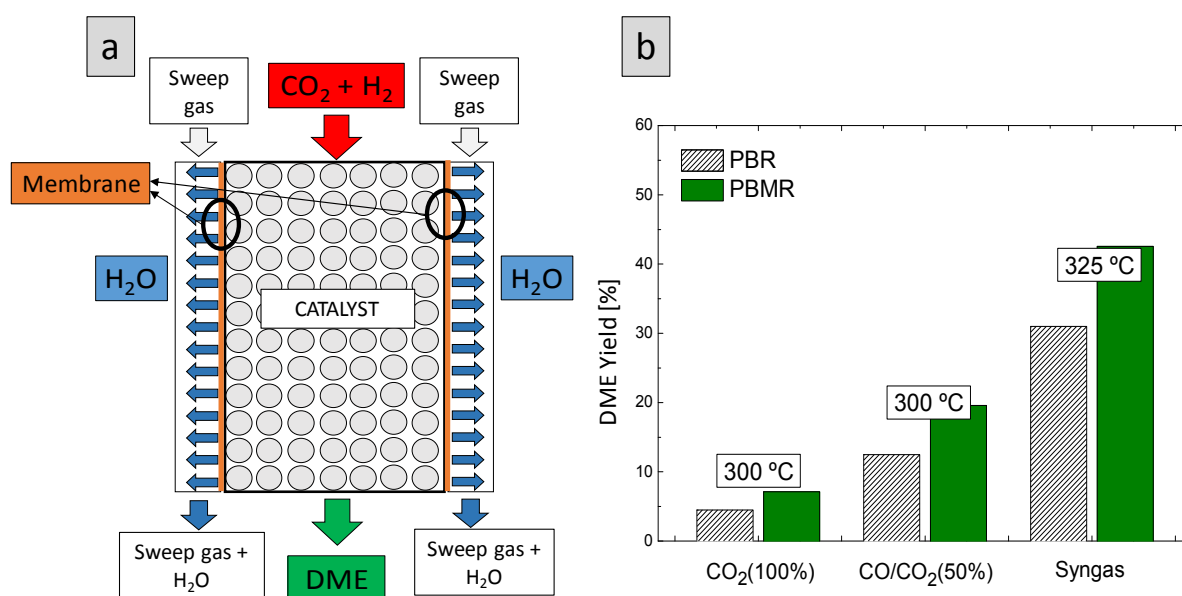 a
Sweep
gas
CO₂ + H₂
Sweep
gas
Membrane
H₂O
H₂O
CATALYST
Sweep gas +
H₂O
DME
Sweep gas +
H₂O
b
60
50
40
30
20
10
0
DME Yield [%]
PBR
PBMR
300 ºC
300 ºC
325 ºC
CO₂(100%)
CO/CO₂(50%)
Syngas